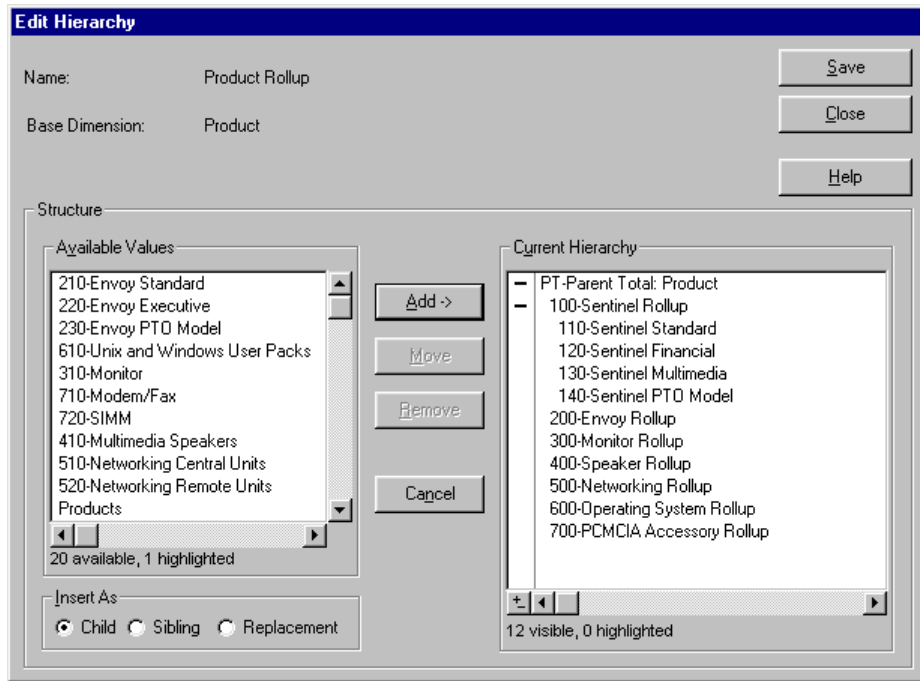 Edit Hierarchy
Name: Product Rollup
Save
Base Dimension: Product
Close
Help
Structure
Available Values
210-Envoy Standard
220-Envoy Executive
230-Envoy PTO Model
610-Unix and Windows User Packs
310-Monitor
710-Modem/Fax
720-SIMM
410-Multimedia Speakers
510-Networking Central Units
520-Networking Remote Units
Products
20 available, 1 highlighted
Insert As
Child Sibling Replacement
Add ->
Move
Remove
Cancel
Current Hierarchy
PT-Parent Total: Product
100-Sentinel Rollup
110-Sentinel Standard
120-Sentinel Financial
130-Sentinel Multimedia
140-Sentinel PTO Model
200-Envoy Rollup
300-Monitor Rollup
400-Speaker Rollup
500-Networking Rollup
600-Operating System Rollup
700-PCMCIA Accessory Rollup
12 visible, 0 highlighted